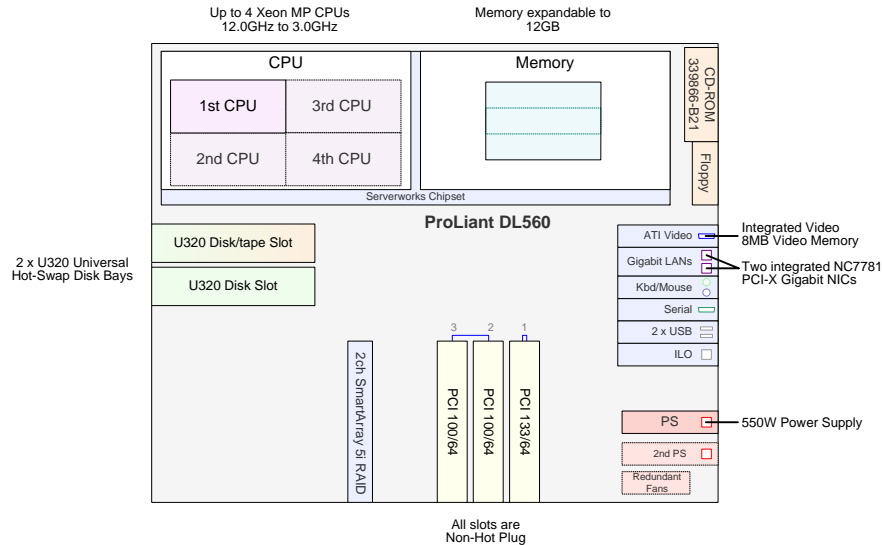 Up to 4 Xeon MP CPUs
12.0GHz to 3.0GHz
Memory expandable to
12GB
CPU
Memory
1st CPU
3rd CPU
2nd CPU
4th CPU
Serverworks Chipset
CD-ROM
339866-B21
Floppy
ProLiant DL560
2 x U320 Universal
Hot-Swap Disk Bays
U320 Disk/tape Slot
U320 Disk Slot
ATI Video
Integrated Video
8MB Video Memory
Gigabit LANs
Two integrated NC7781
PCI-X Gigabit NICs
Kbd/Mouse
Serial
2 x USB
ILO
3
2
1
2ch SmartArray 5i RAID
PCI 100/64
PCI 100/64
PCI 133/64
PS
550W Power Supply
2nd PS
Redundant
Fans
All slots are
Non-Hot Plug